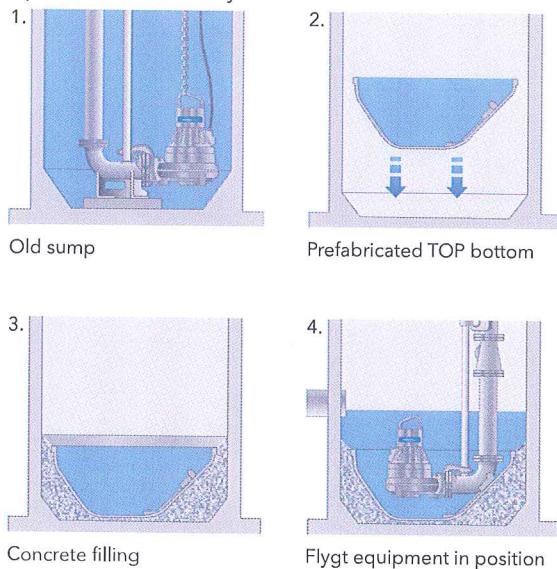 1.
2.
Old sump
Prefabricated TOP bottom
3.
4.
Concrete filling
Flygt equipment in position